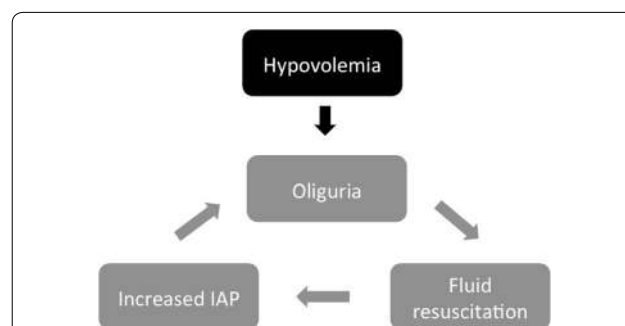 Hypovolemia
Oliguria
Increased IAP
Fluid
resuscitation